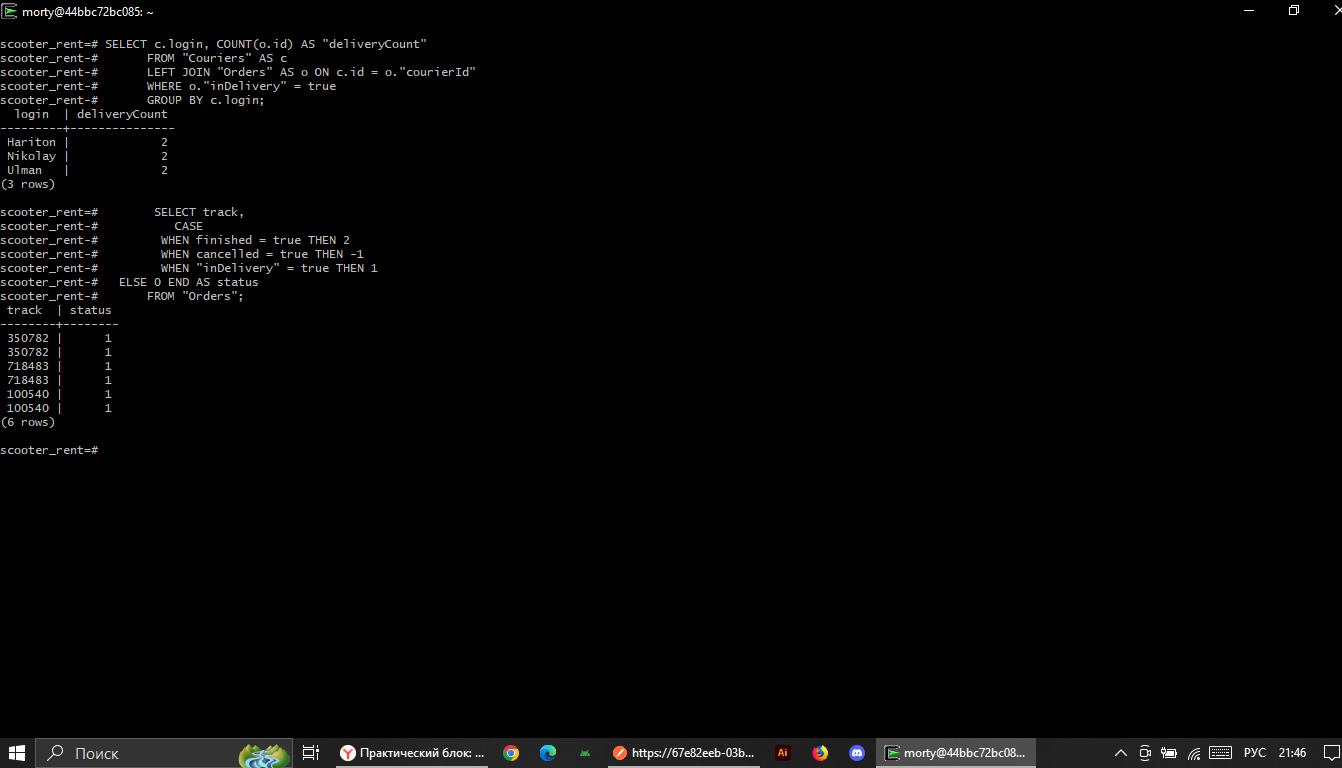 morty@44bbc72bc085: ~
scooter_rent=# SELECT c.login, COUNT(o.id) AS "deliveryCount"
scooter_rent-#       FROM "Couriers" AS c
scooter_rent-#       LEFT JOIN "Orders" AS o ON c.id = o."courierId"
scooter_rent-#       WHERE o."inDelivery" = true
scooter_rent-#       GROUP BY c.login;
  login  | deliveryCount
---------+---------------
 Hariton |             2
 Nikolay |             2
 Ulman   |             2
(3 rows)
scooter_rent=#        SELECT track,
scooter_rent-#           CASE
scooter_rent-#         WHEN finished = true THEN 2
scooter_rent-#         WHEN cancelled = true THEN -1
scooter_rent-#         WHEN "inDelivery" = true THEN 1
scooter_rent-#   ELSE 0 END AS status
scooter_rent-#       FROM "Orders";
 track  | status
--------+--------
 350782 |      1
 350782 |      1
 718483 |      1
 718483 |      1
 100540 |      1
 100540 |      1
(6 rows)
scooter_rent=#
Поиск
Практический блок: ...
https://67e82eeb-03b...
Ai
morty@44bbc72bc08...
РУС
21:46